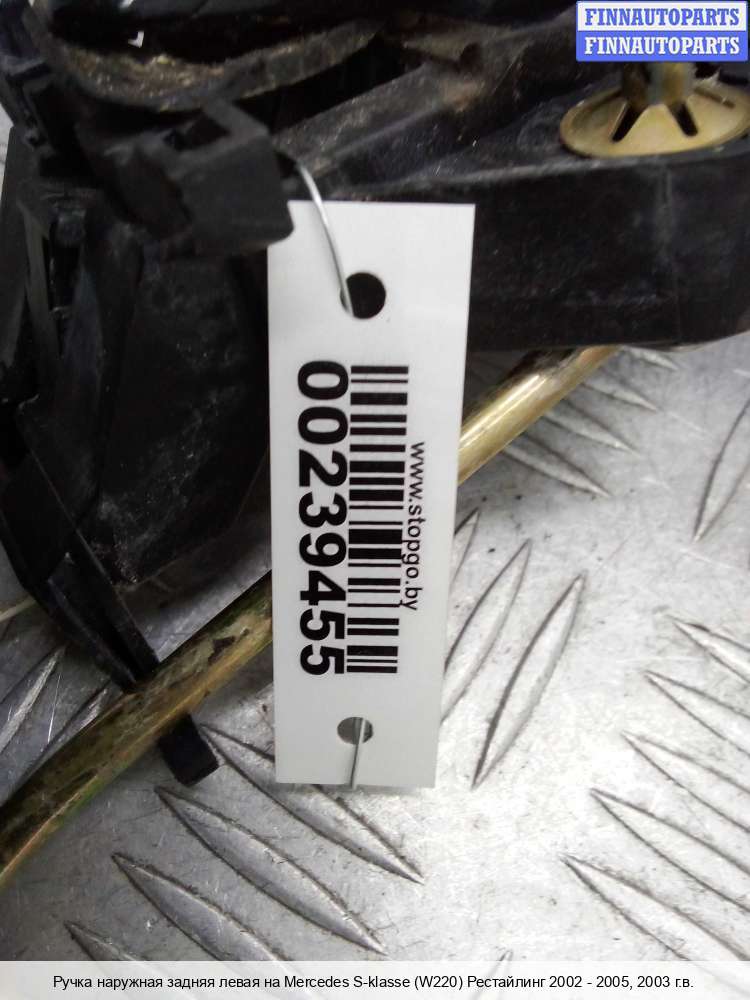 FINNAUTOPARTS
FINNAUTOPARTS
www.stopgo.by
00239455
Ручка наружная задняя левая на Mercedes S-klasse (W220) Рестайлинг 2002 - 2005, 2003 г.в.